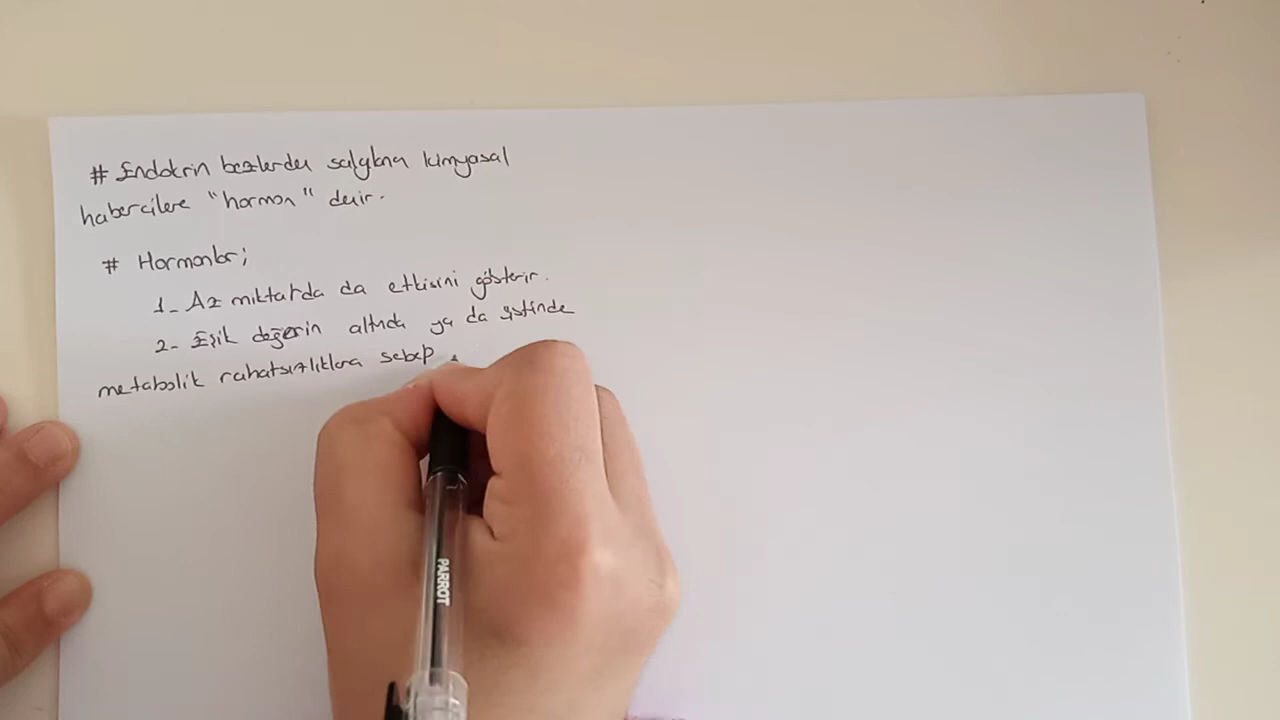 # Endokrin bezlerden salgılanan kimyasal
habercilere "hormon" denir.
# Hormonlar;
1- Az miktarda da etkisini gösterir.
2- Eşik değerin altında ya da üstünde
metabolik rahatsızlıklara sebep
PARROT